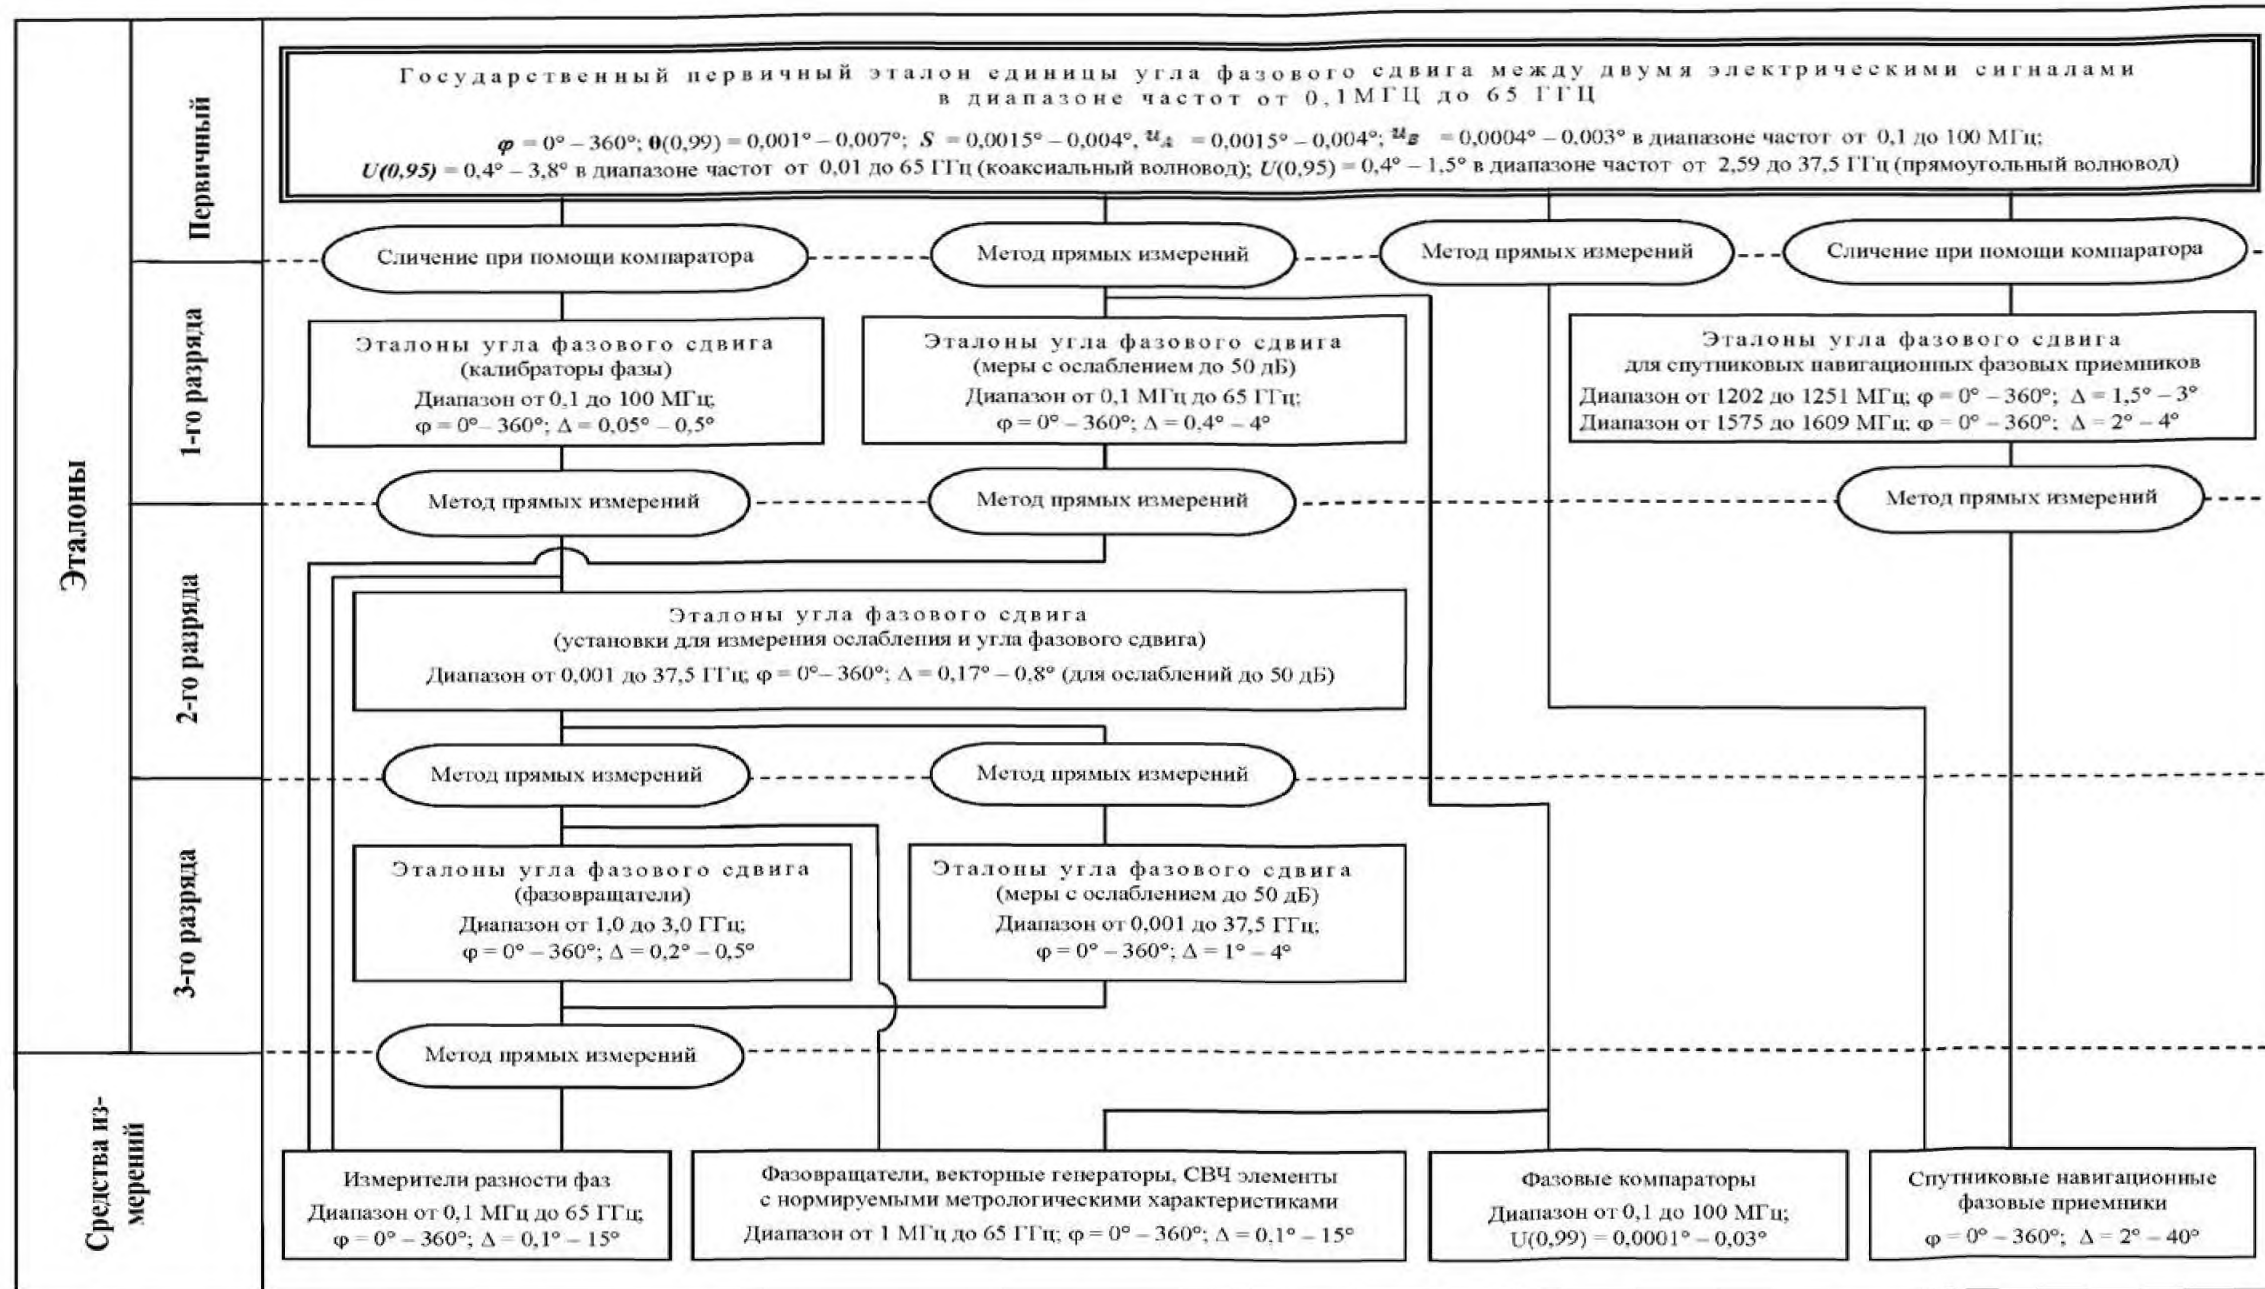 Эталоны
Первичный
Государственный первичный эталон единицы угла фазового сдвига между двумя электрическими сигналами
в диапазоне частот от 0,1МГЦ до 65 ГГЦ
φ = 0° – 360°; θ(0,99) = 0,001° – 0,007°; S = 0,0015° – 0,004°, u_A = 0,0015° – 0,004°; u_B = 0,0004° – 0,003° в диапазоне частот от 0,1 до 100 МГц;
U(0,95) = 0,4° – 3,8° в диапазоне частот от 0,01 до 65 ГГц (коаксиальный волновод); U(0,95) = 0,4° – 1,5° в диапазоне частот от 2,59 до 37,5 ГГц (прямоугольный волновод)
Сличение при помощи компаратора
Метод прямых измерений
Метод прямых измерений
Сличение при помощи компаратора
1-го разряда
Эталоны угла фазового сдвига
(калибраторы фазы)
Диапазон от 0,1 до 100 МГц;
φ = 0°– 360°; Δ = 0,05° – 0,5°
Эталоны угла фазового сдвига
(меры с ослаблением до 50 дБ)
Диапазон от 0,1 МГц до 65 ГГц;
φ = 0° – 360°; Δ = 0,4° – 4°
Эталоны угла фазового сдвига
для спутниковых навигационных фазовых приемников
Диапазон от 1202 до 1251 МГц; φ = 0° – 360°; Δ = 1,5° – 3°
Диапазон от 1575 до 1609 МГц; φ = 0° – 360°; Δ = 2° – 4°
Метод прямых измерений
Метод прямых измерений
Метод прямых измерений
2-го разряда
Эталоны угла фазового сдвига
(установки для измерения ослабления и угла фазового сдвига)
Диапазон от 0,001 до 37,5 ГГц; φ = 0°– 360°; Δ = 0,17° – 0,8° (для ослаблений до 50 дБ)
Метод прямых измерений
Метод прямых измерений
3-го разряда
Эталоны угла фазового сдвига
(фазовращатели)
Диапазон от 1,0 до 3,0 ГГц;
φ = 0° – 360°; Δ = 0,2° – 0,5°
Эталоны угла фазового сдвига
(меры с ослаблением до 50 дБ)
Диапазон от 0,001 до 37,5 ГГц;
φ = 0° – 360°; Δ = 1° – 4°
Метод прямых измерений
Средства из-
мерений
Измерители разности фаз
Диапазон от 0,1 МГц до 65 ГГц;
φ = 0° – 360°; Δ = 0,1° – 15°
Фазовращатели, векторные генераторы, СВЧ элементы
с нормируемыми метрологическими характеристиками
Диапазон от 1 МГц до 65 ГГц; φ = 0° – 360°; Δ = 0,1° – 15°
Фазовые компараторы
Диапазон от 0,1 до 100 МГц;
U(0,99) = 0,0001° – 0,03°
Спутниковые навигационные
фазовые приемники
φ = 0° – 360°; Δ = 2° – 40°